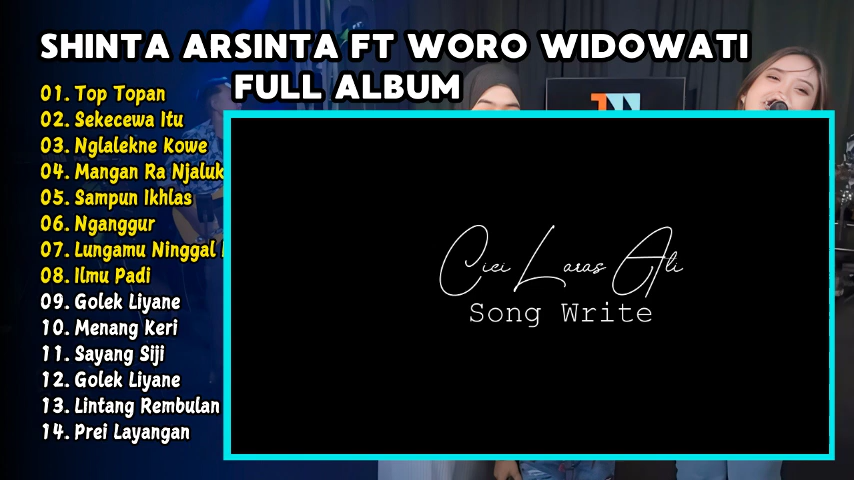 SHINTA ARSINTA FT WORO WIDOWATI
FULL ALBUM
01. Top Topan
02. Sekecewa Itu
03. Nglalekne Kowe
04. Mangan Ra Njaluk
05. Sampun Ikhlas
06. Nganggur
07. Lungamu Ninggal
08. Ilmu Padi
09. Golek Liyane
10. Menang Keri
11. Sayang Siji
12. Golek Liyane
13. Lintang Rembulan
14. Prei Layangan
Cici Laras Ati
Song Write